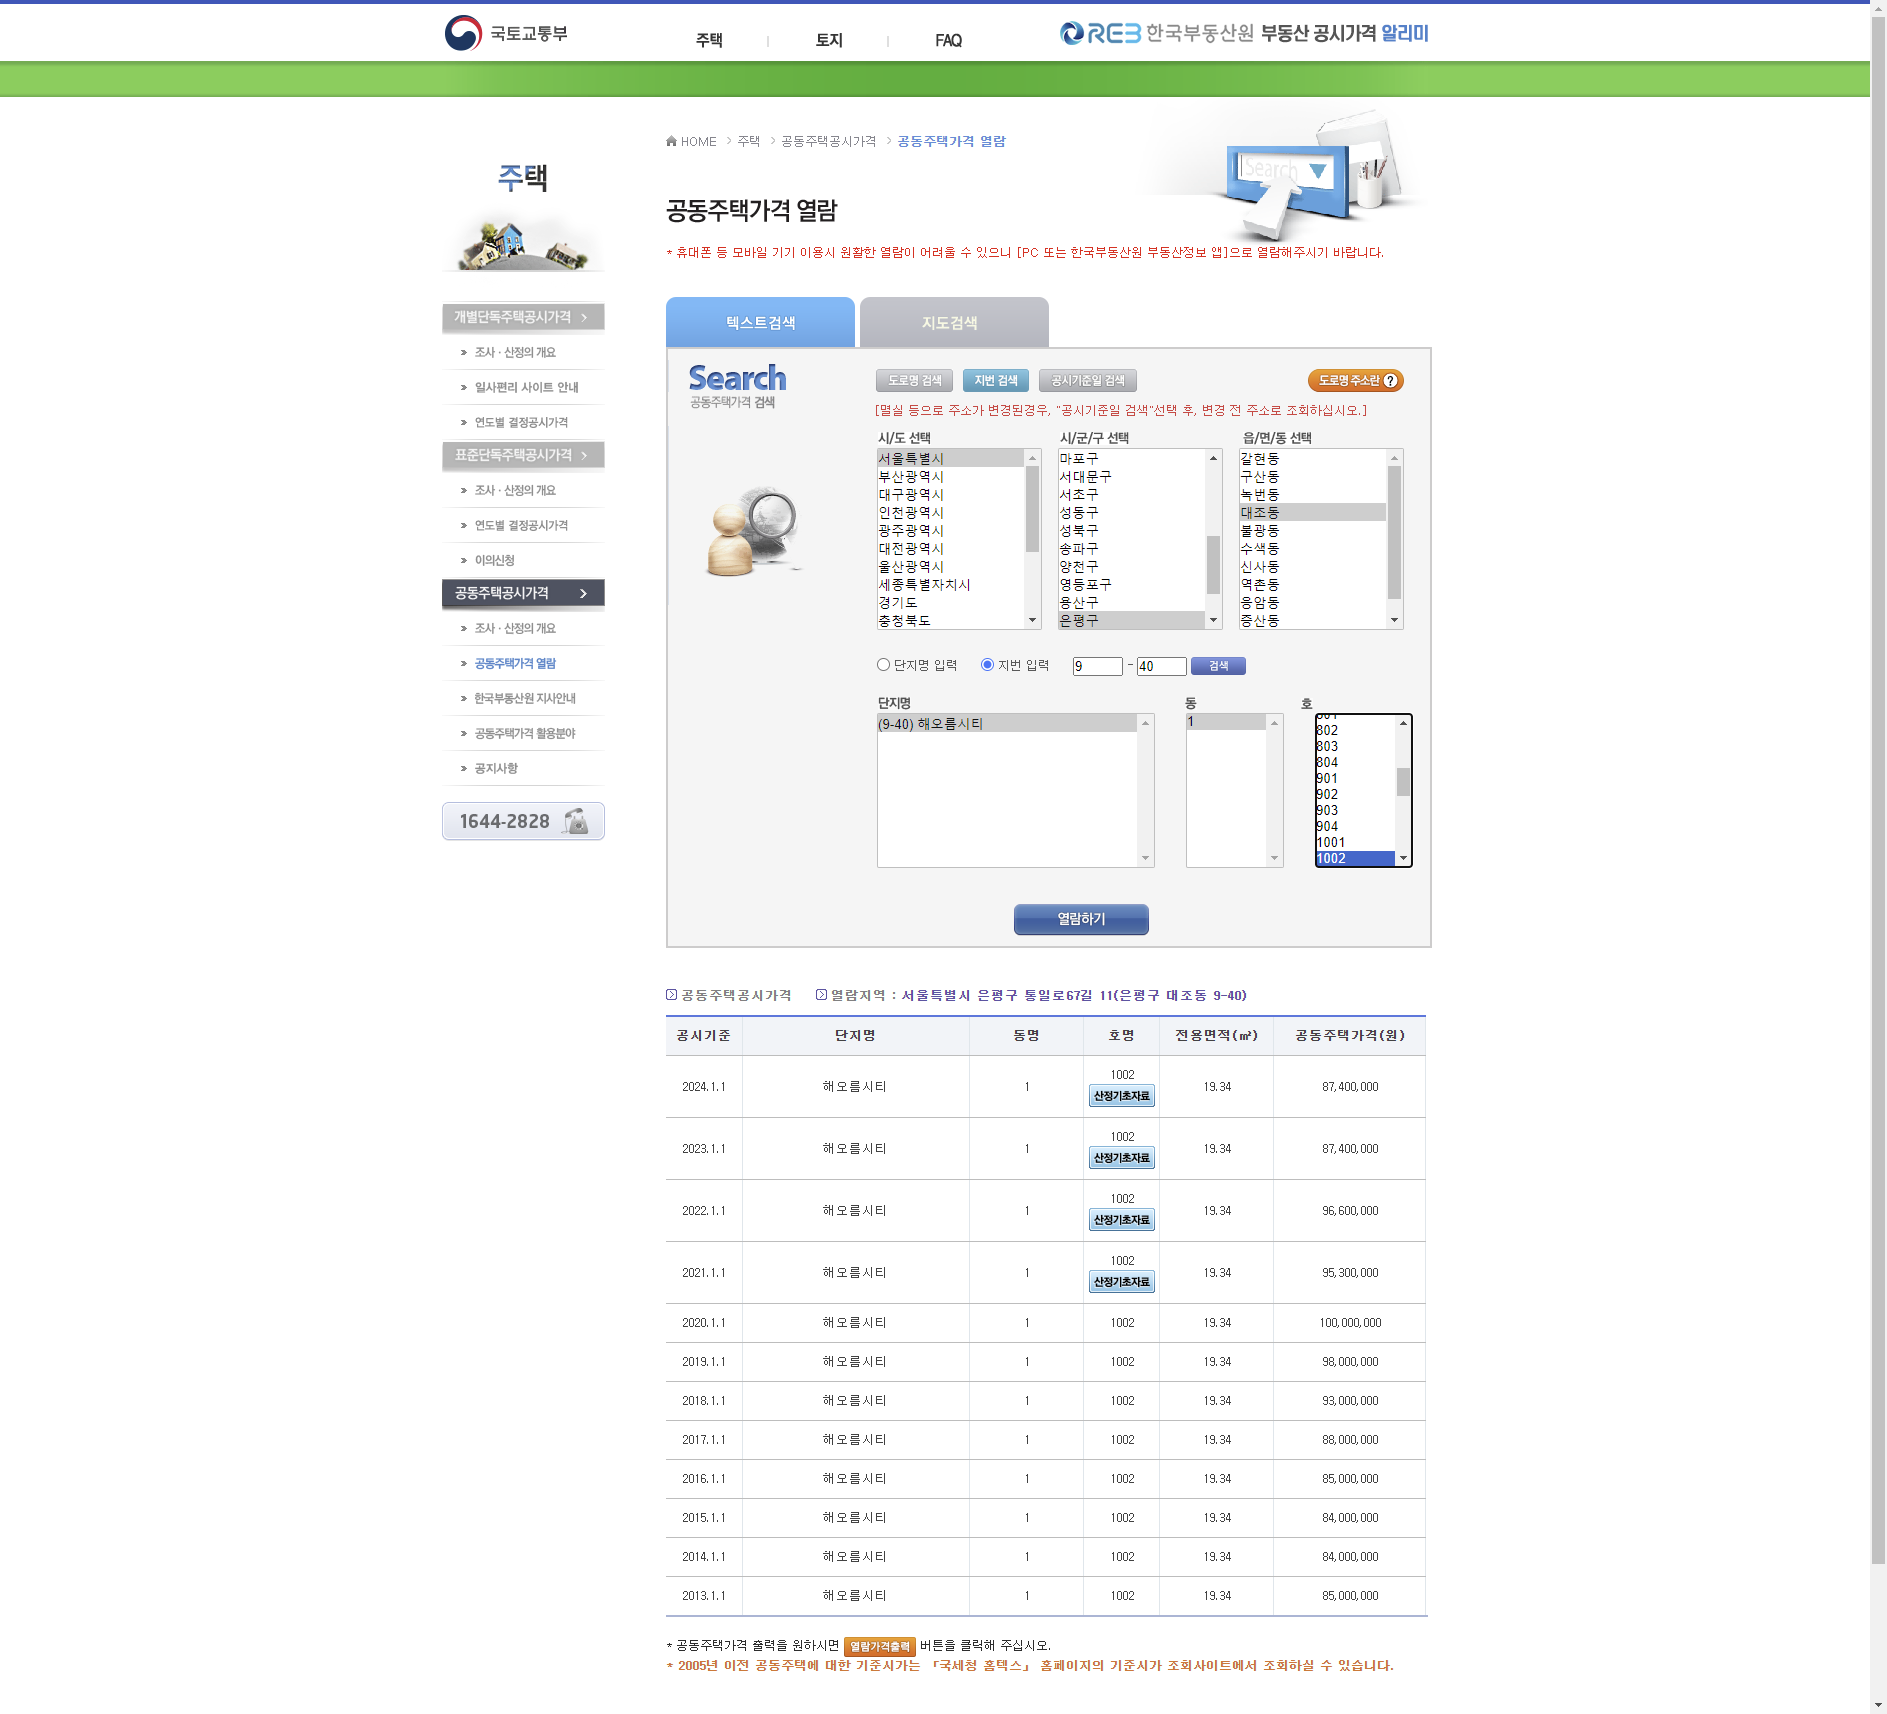 국토교통부
주택
토지
FAQ
REB 한국부동산원 부동산 공시가격 알리미
HOME > 주택 > 공동주택공시가격 > 공동주택가격 열람
주택
Search
공동주택가격 열람
* 휴대폰 등 모바일 기기 이용시 원활한 열람이 어려울 수 있으니 [PC 또는 한국부동산원 부동산정보 앱]으로 열람해주시기 바랍니다.
개별단독주택공시가격
조사 · 산정의 개요
일사편리 사이트 안내
연도별 결정공시가격
표준단독주택공시가격
조사 · 산정의 개요
연도별 결정공시가격
이의신청
공동주택공시가격
조사 · 산정의 개요
공동주택가격 열람
한국부동산원 지사안내
공동주택가격 활용분야
공지사항
1644-2828
텍스트검색
지도검색
Search
공동주택가격 검색
도로명 검색
지번 검색
공시기준일 검색
도로명 주소란 ?
[멸실 등으로 주소가 변경된경우, "공시기준일 검색"선택 후, 변경 전 주소로 조회하십시오.]
시/도 선택
서울특별시
부산광역시
대구광역시
인천광역시
광주광역시
대전광역시
울산광역시
세종특별자치시
경기도
충청북도
시/군/구 선택
마포구
서대문구
서초구
성동구
성북구
송파구
양천구
영등포구
용산구
은평구
읍/면/동 선택
갈현동
구산동
녹번동
대조동
불광동
수색동
신사동
역촌동
응암동
증산동
단지명 입력
지번 입력
9 - 40
검색
단지명
(9-40) 해오름시티
동
1
호
801
802
803
804
901
902
903
904
1001
1002
열람하기
공동주택공시가격
열람지역 : 서울특별시 은평구 통일로67길 11(은평구 대조동 9-40)
공시기준 단지명 동명 호명 전용면적(㎡) 공동주택가격(원)
2024.1.1 해오름시티 1 1002 산정기초자료 19.34 87,400,000
2023.1.1 해오름시티 1 1002 산정기초자료 19.34 87,400,000
2022.1.1 해오름시티 1 1002 산정기초자료 19.34 96,600,000
2021.1.1 해오름시티 1 1002 산정기초자료 19.34 95,300,000
2020.1.1 해오름시티 1 1002 19.34 100,000,000
2019.1.1 해오름시티 1 1002 19.34 98,000,000
2018.1.1 해오름시티 1 1002 19.34 93,000,000
2017.1.1 해오름시티 1 1002 19.34 88,000,000
2016.1.1 해오름시티 1 1002 19.34 85,000,000
2015.1.1 해오름시티 1 1002 19.34 84,000,000
2014.1.1 해오름시티 1 1002 19.34 84,000,000
2013.1.1 해오름시티 1 1002 19.34 85,000,000
* 공동주택가격 출력을 원하시면 열람가격출력 버튼을 클릭해 주십시오.
* 2005년 이전 공동주택에 대한 기준시가는 「국세청 홈텍스」 홈페이지의 기준시가 조회사이트에서 조회하실 수 있습니다.